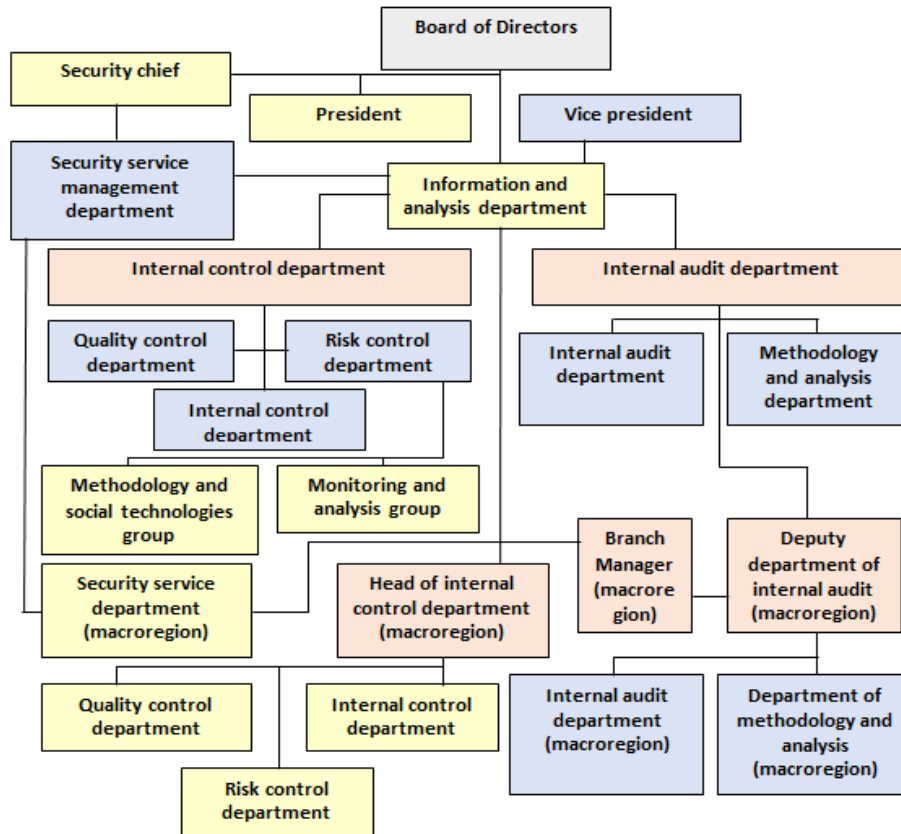 Board of Directors
Security chief
President
Vice president
Security service
management
department
Information and
analysis department
Internal control department
Internal audit department
Quality control
department
Risk control
department
Internal control
department
Internal audit
department
Methodology
and analysis
department
Methodology and
social technologies
group
Monitoring and
analysis group
Security service
department
(macroregion)
Head of internal
control department
(macroregion)
Branch
Manager
(macrore
gion)
Deputy
department of
internal audit
(macroregion)
Quality control
department
Internal control
department
Risk control
department
Internal audit
department
(macroregion)
Department of
methodology and
analysis
(macroregion)